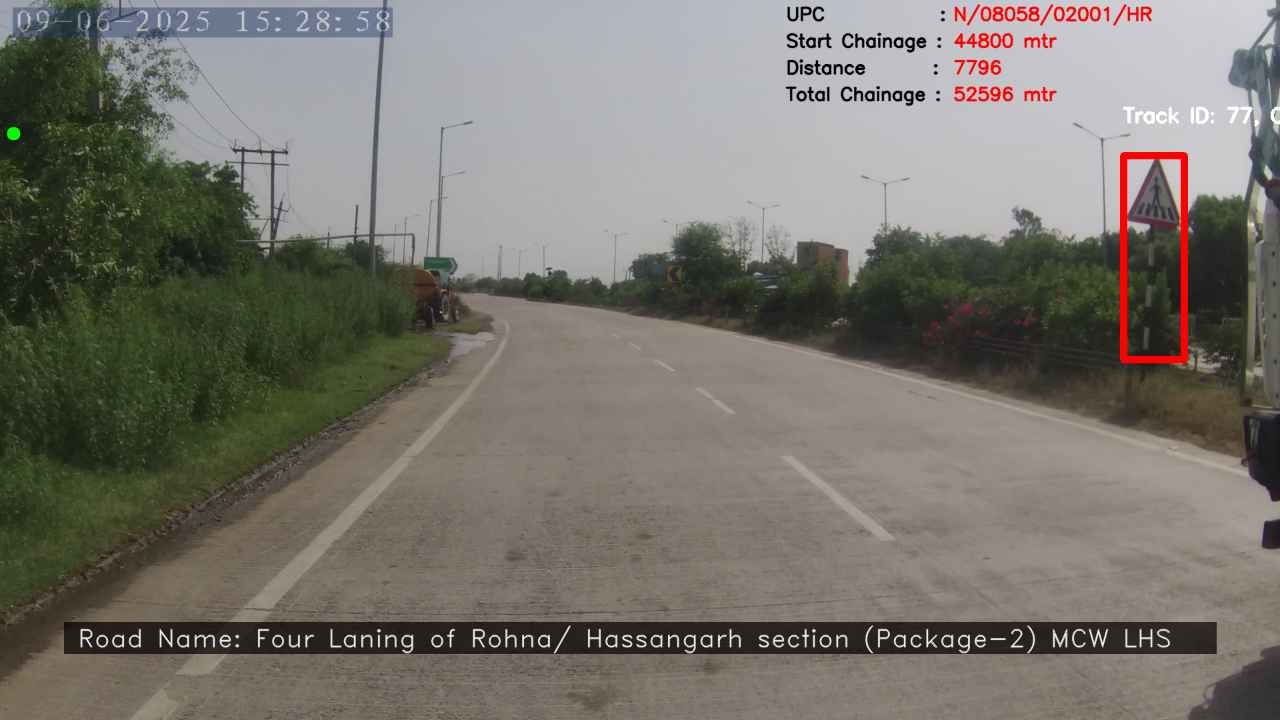 09-06-2025 15:28:58
UPC : N/08058/02001/HR
Start Chainage : 44800 mtr
Distance : 7796
Total Chainage : 52596 mtr
Track ID: 77,
Road Name: Four Laning of Rohna/ Hassangarh section (Package-2) MCW LHS